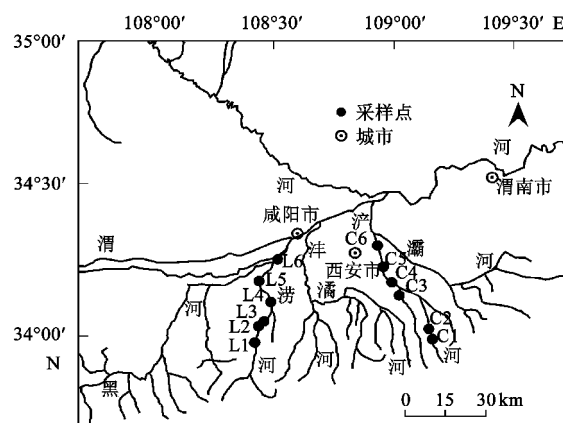 108°00′
108°30′
109°00′
109°30′ E
35°00′
N
采样点
城市
河
34°30′
N
渭南市
河
咸阳市
浐
渭
沣
C6
灞
L6
西安市
C5
河
L5
C4
潏
C3
L4
涝
河
L3
L2
C2
34°00′
L1
C1
N
河
河
河
河
黑
0 15 30 km